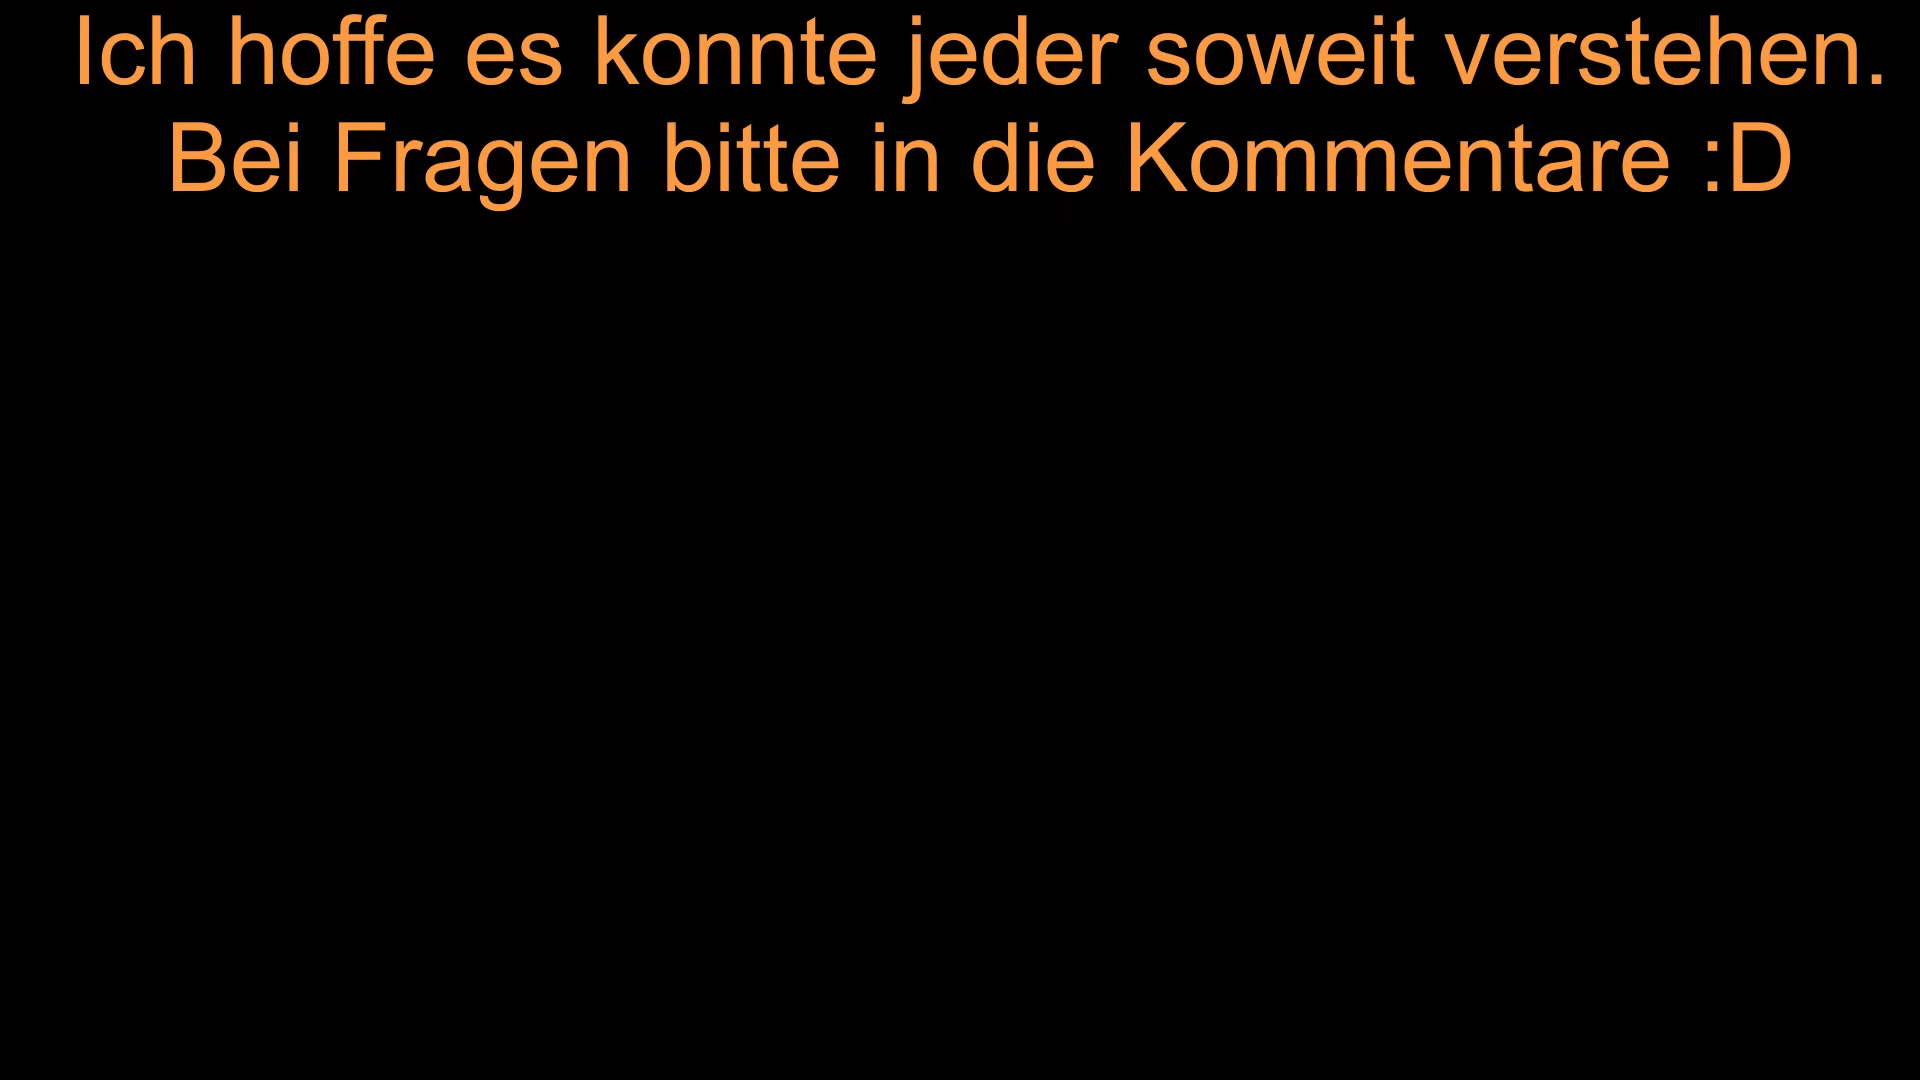 Ich hoffe es konnte jeder soweit verstehen.
Bei Fragen bitte in die Kommentare :D